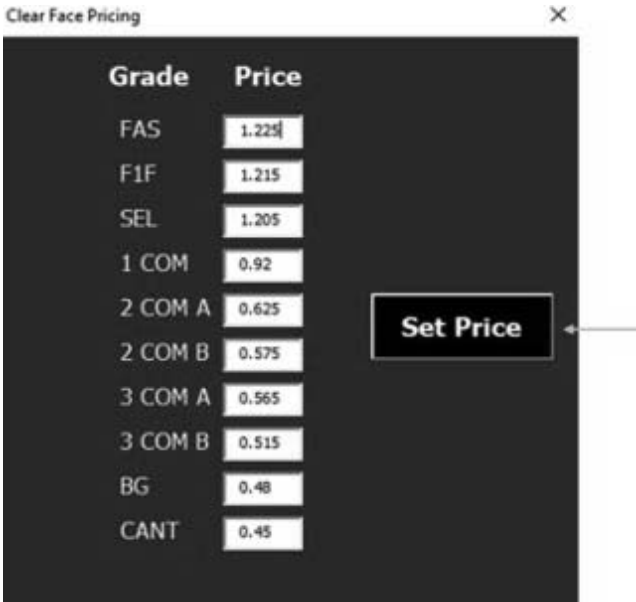 Clear Face Pricing
Grade Price
FAS 1.225
F1F 1.215
SEL 1.205
1 COM 0.92
2 COM A 0.625
2 COM B 0.575
3 COM A 0.565
3 COM B 0.515
BG 0.48
CANT 0.45
Set Price